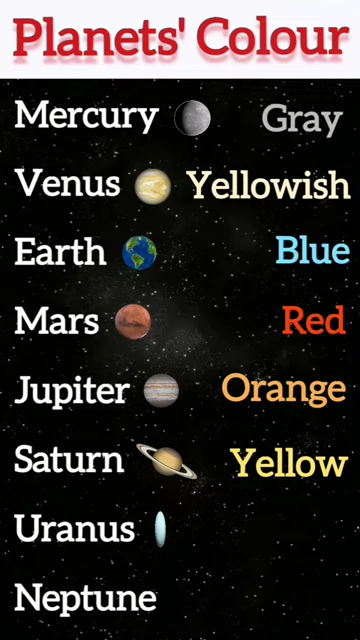 Planets' Colour
Mercury Gray
Venus Yellowish
Earth Blue
Mars Red
Jupiter Orange
Saturn Yellow
Uranus
Neptune